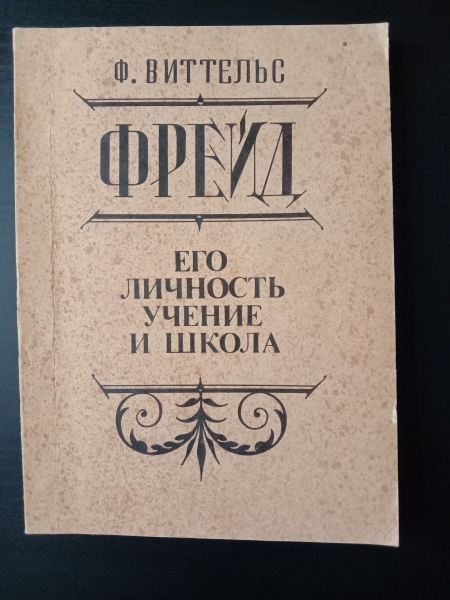 Ф. ВИТТЕЛЬС
ФРЕЙД
ЕГО
ЛИЧНОСТЬ
УЧЕНИЕ
И ШКОЛА